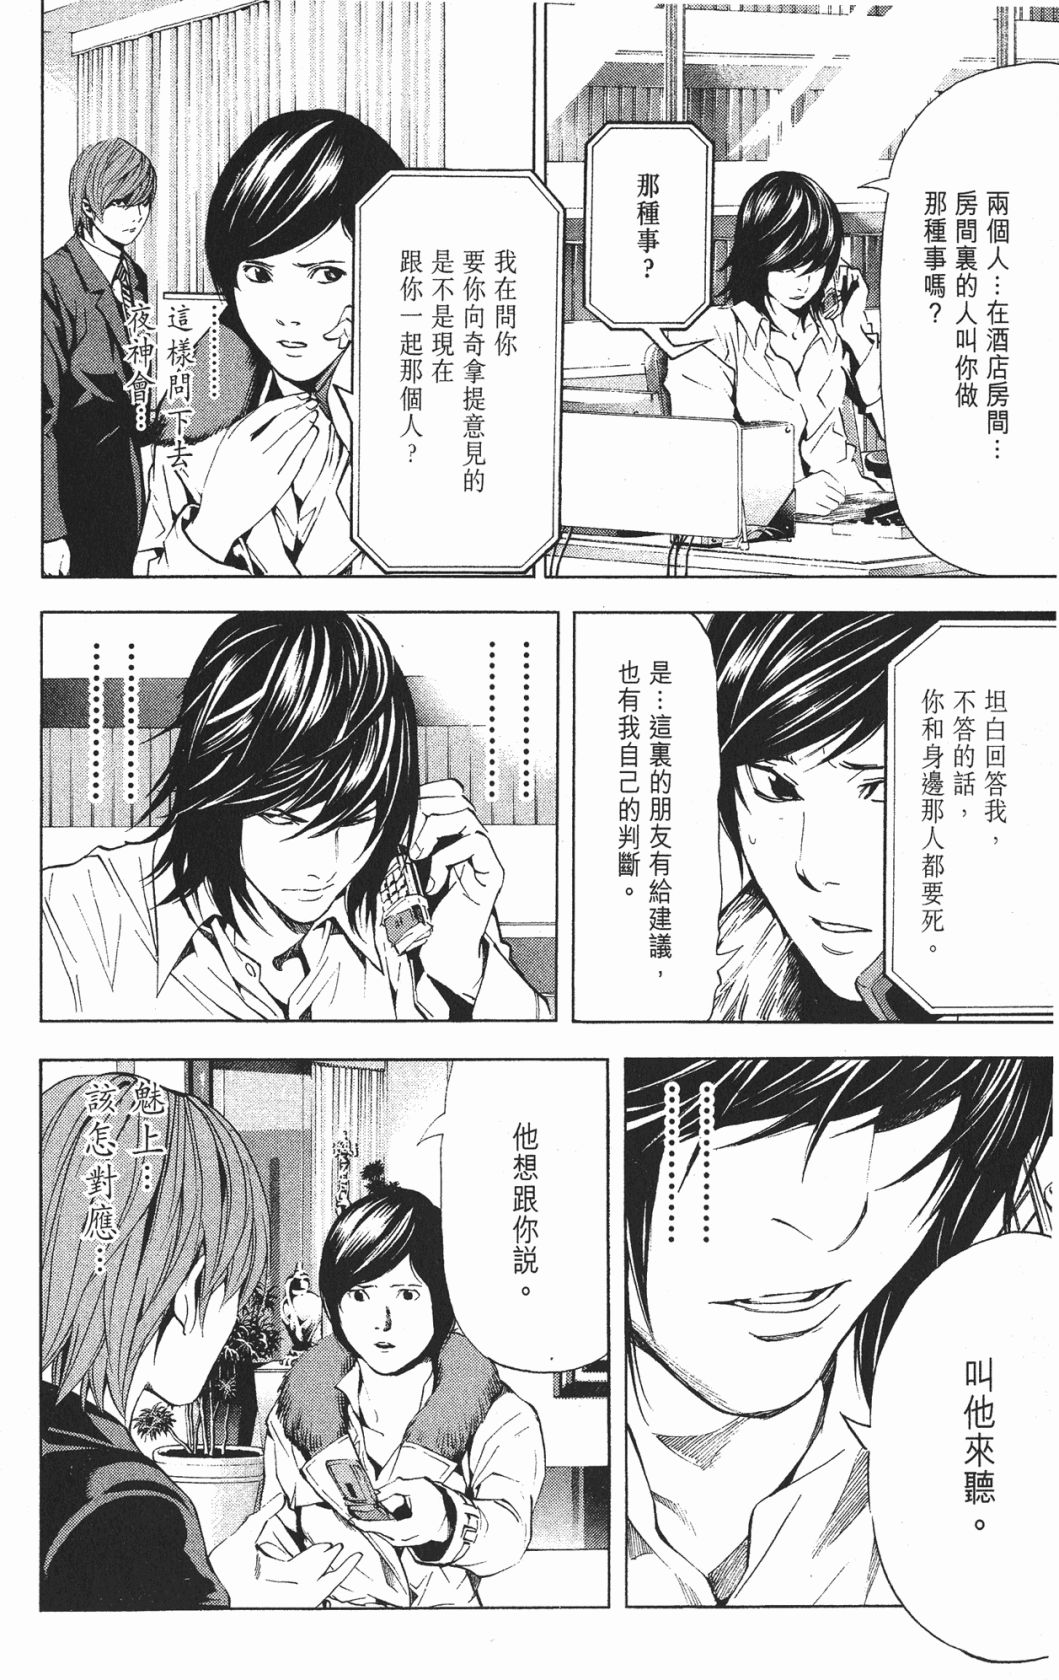 兩個人…在酒店房間…
房間裏的人叫你做
那種事嗎？
那種事？
我在問你
要你向奇拿提意見的
是不是現在
跟你一起那個人？
…………
這樣問下去、
夜神會…
坦白回答我，
不答的話，
你和身邊那人都要死。
是…這裏的朋友有給建議，
也有我自己的判斷。
………………
………………
………………
………………
………………
………………
叫他來聽。
他想跟你説。
魅上…
該怎對應…